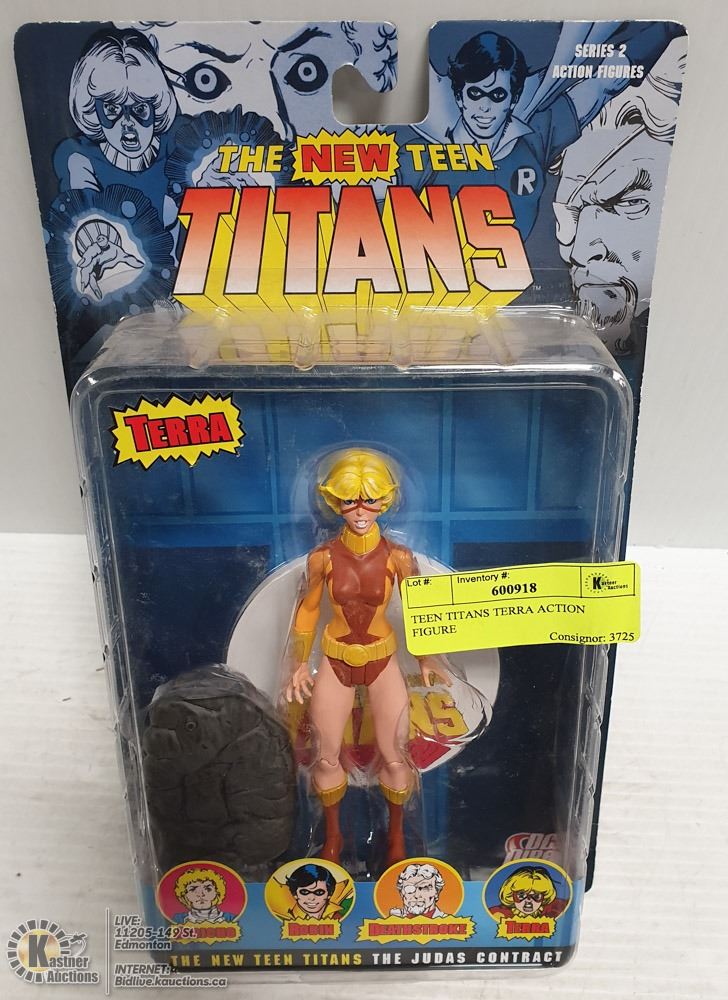 SERIES 2
ACTION FIGURES
THE NEW TEEN
TITANS
R
TM
TERRA
Lot #:
Inventory #:
600918
Kastner
Auctions
TEEN TITANS TERRA ACTION
FIGURE
Consignor: 3725
DC
ROBIN
DEATHSTROKE
TERRA
THE NEW TEEN TITANS THE JUDAS CONTRACT
LIVE:
11205-149 St.
Edmonton
INTERNET:
Bidlive.kauctions.ca
Kastner
Auctions